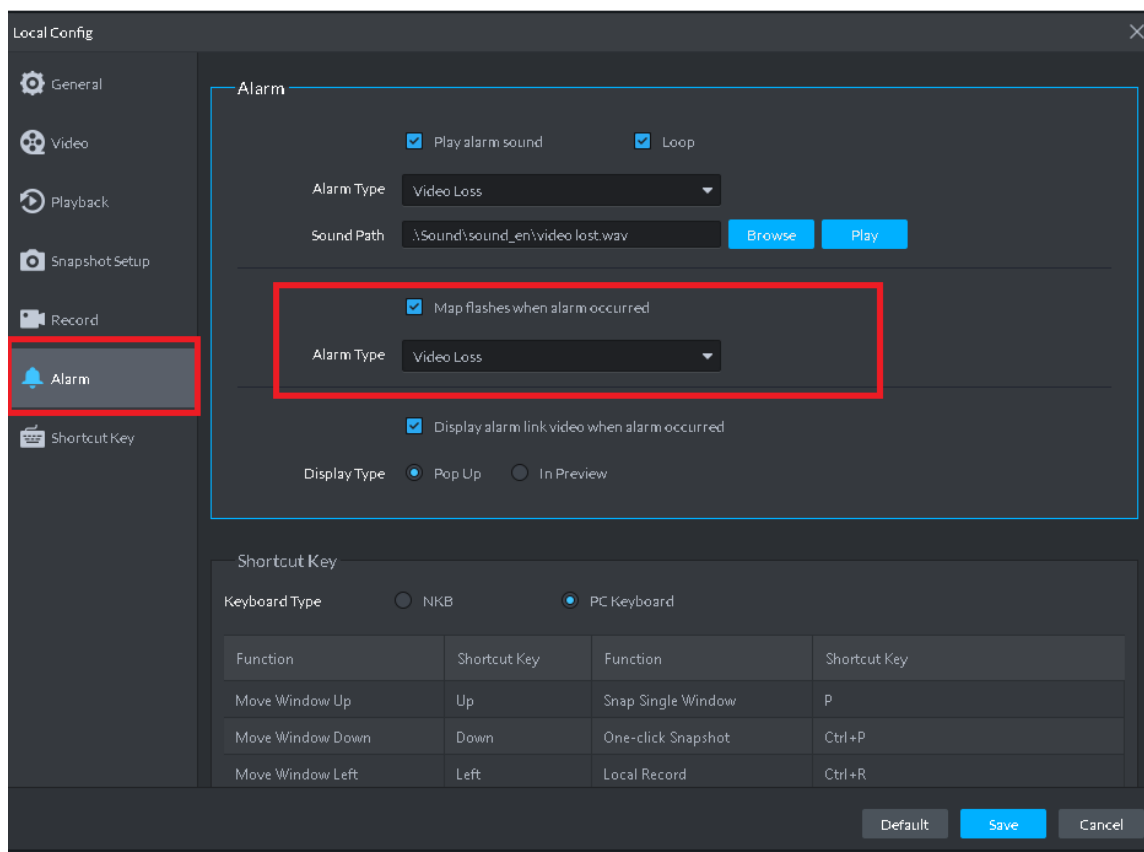 Local Config
General
Video
Playback
Snapshot Setup
Record
Alarm
Shortcut Key
Alarm
Play alarm sound Loop
Alarm Type Video Loss
Sound Path .\Sound\sound_en\video lost.wav Browse Play
Map flashes when alarm occurred
Alarm Type Video Loss
Display alarm link video when alarm occurred
Display Type Pop Up In Preview
Shortcut Key
Keyboard Type NKB PC Keyboard
Function Shortcut Key Function Shortcut Key
Move Window Up Up Snap Single Window P
Move Window Down Down One-click Snapshot Ctrl+P
Move Window Left Left Local Record Ctrl+R
Default Save Cancel